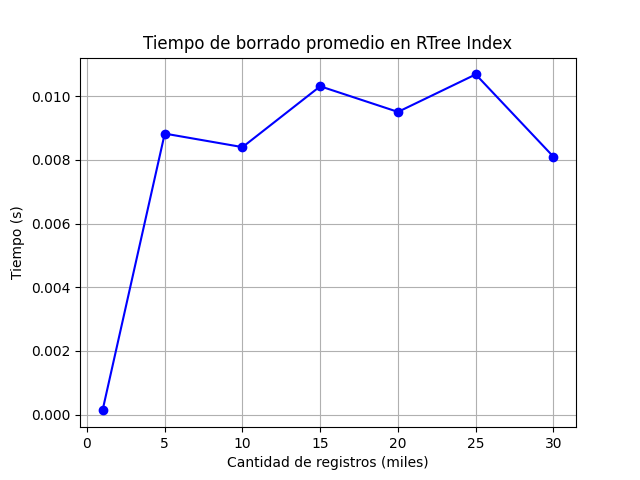 Tiempo de borrado promedio en RTree Index
Tiempo (s)
0.010
0.008
0.006
0.004
0.002
0.000
0 5 10 15 20 25 30
Cantidad de registros (miles)